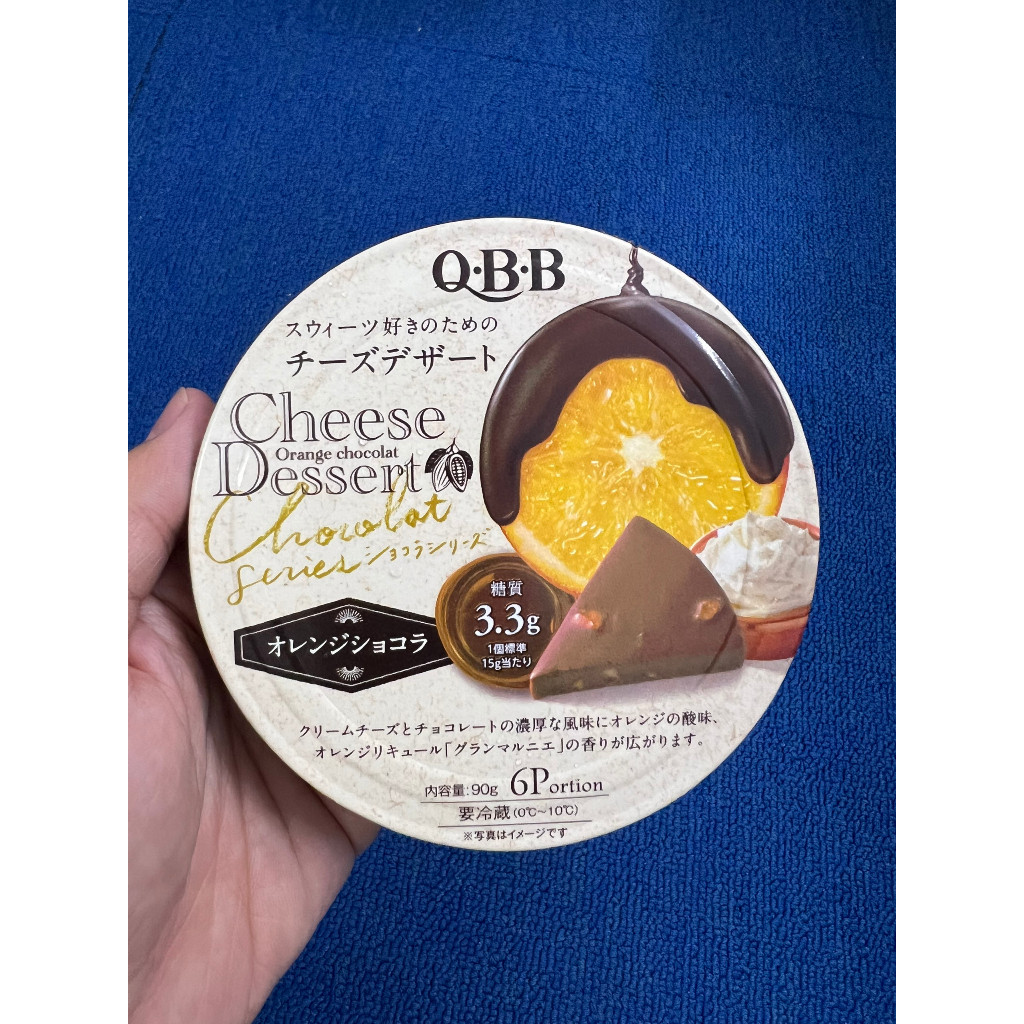 Q·B·B
スウィーツ好きのための
チーズデザート
Cheese
Orange chocolat
Dessert
Chocolat
series ショコラシリーズ
オレンジショコラ
糖質
3.3g
1個標準
15g当たり
クリームチーズとチョコレートの濃厚な風味にオレンジの酸味、
オレンジリキュール「グランマルニエ」の香りが広がります。
内容量:90g 6Portion
要冷蔵(0℃~10℃)
※写真はイメージです